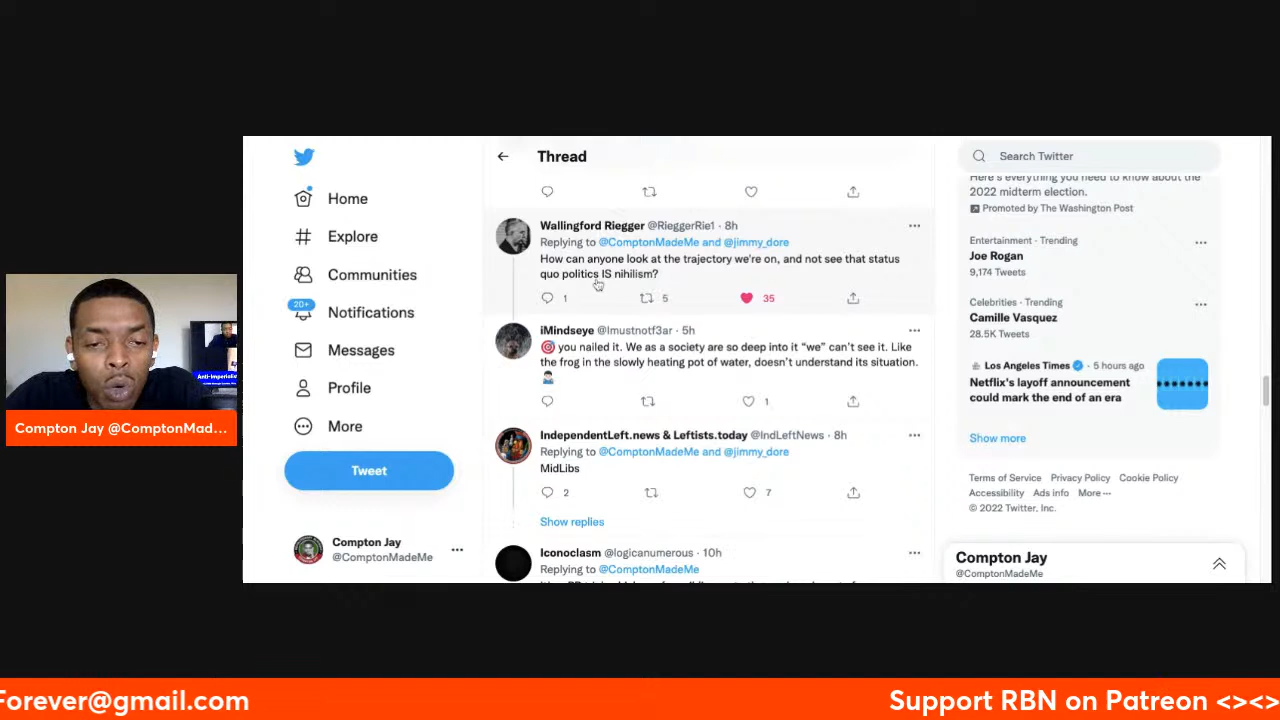 Home
Explore
Communities
20+
Notifications
Messages
Profile
More
Tweet
Compton Jay
@ComptonMadeMe
Thread
Wallingford Riegger @RieggerRie1 · 8h
Replying to @ComptonMadeMe and @jimmy_dore
How can anyone look at the trajectory we're on, and not see that status
quo politics IS nihilism?
1 5 35
iMindseye @Imustnotf3ar · 5h
you nailed it. We as a society are so deep into it “we” can’t see it. Like
the frog in the slowly heating pot of water, doesn’t understand its situation.
1
IndependentLeft.news & Leftists.today @IndLeftNews · 8h
Replying to @ComptonMadeMe and @jimmy_dore
MidLibs
2 7
Show replies
Iconoclasm @logicanumerous · 10h
Replying to @ComptonMadeMe
Search Twitter
Here's everything you need to know about the
2022 midterm election.
Promoted by The Washington Post
Entertainment · Trending
Joe Rogan
9,174 Tweets
Celebrities · Trending
Camille Vasquez
28.5K Tweets
Los Angeles Times · 5 hours ago
Netflix's layoff announcement
could mark the end of an era
Show more
Terms of Service Privacy Policy Cookie Policy
Accessibility Ads info More ···
© 2022 Twitter, Inc.
Compton Jay
@ComptonMadeMe
Compton Jay @ComptonMad...
Forever@gmail.com
Support RBN on Patreon <><>